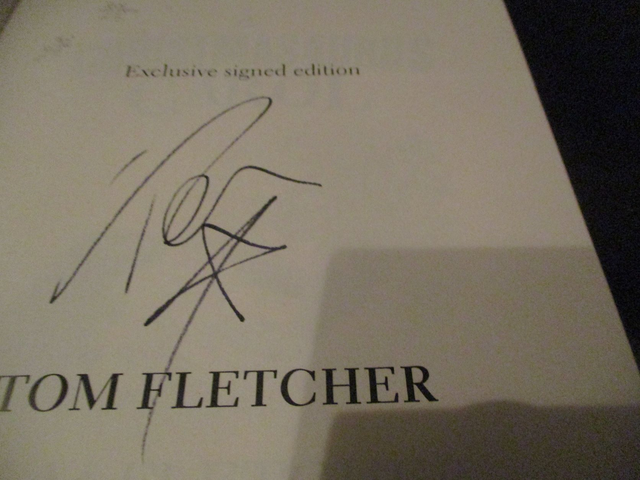 Exclusive signed edition
TOM FLETCHER